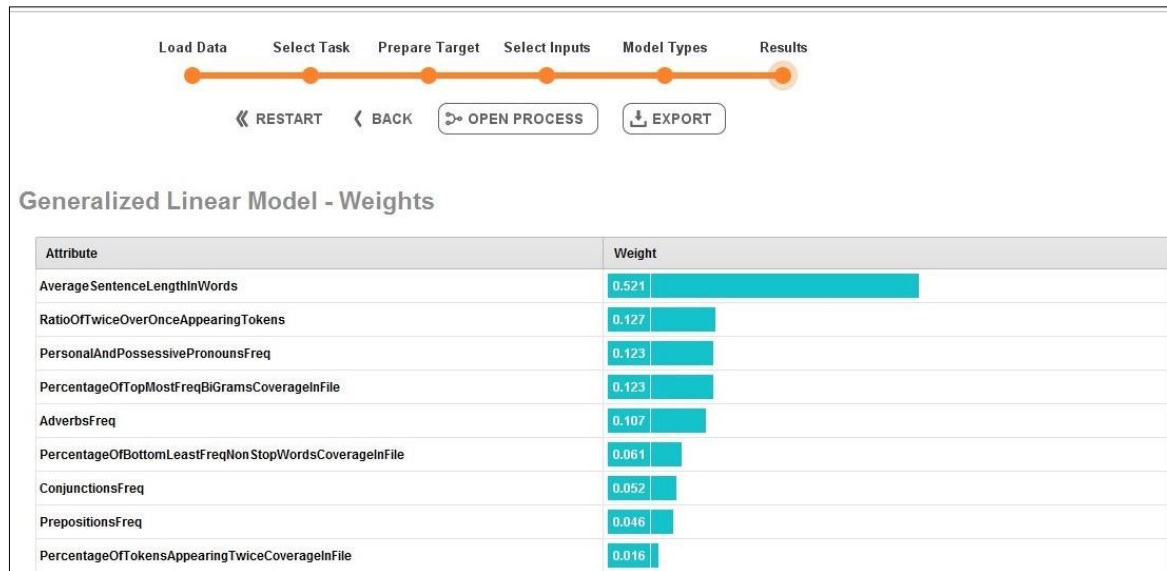 Load Data Select Task Prepare Target Select Inputs Model Types Results
RESTART BACK OPEN PROCESS EXPORT
Generalized Linear Model - Weights
Attribute Weight
AverageSentenceLengthInWords 0.521
RatioOfTwiceOverOnceAppearingTokens 0.127
PersonalAndPossessivePronounsFreq 0.123
PercentageOfTopMostFreqBiGramsCoverageInFile 0.123
AdverbsFreq 0.107
PercentageOfBottomLeastFreqNonStopWordsCoverageInFile 0.061
ConjunctionsFreq 0.052
PrepositionsFreq 0.046
PercentageOfTokensAppearingTwiceCoverageInFile 0.016